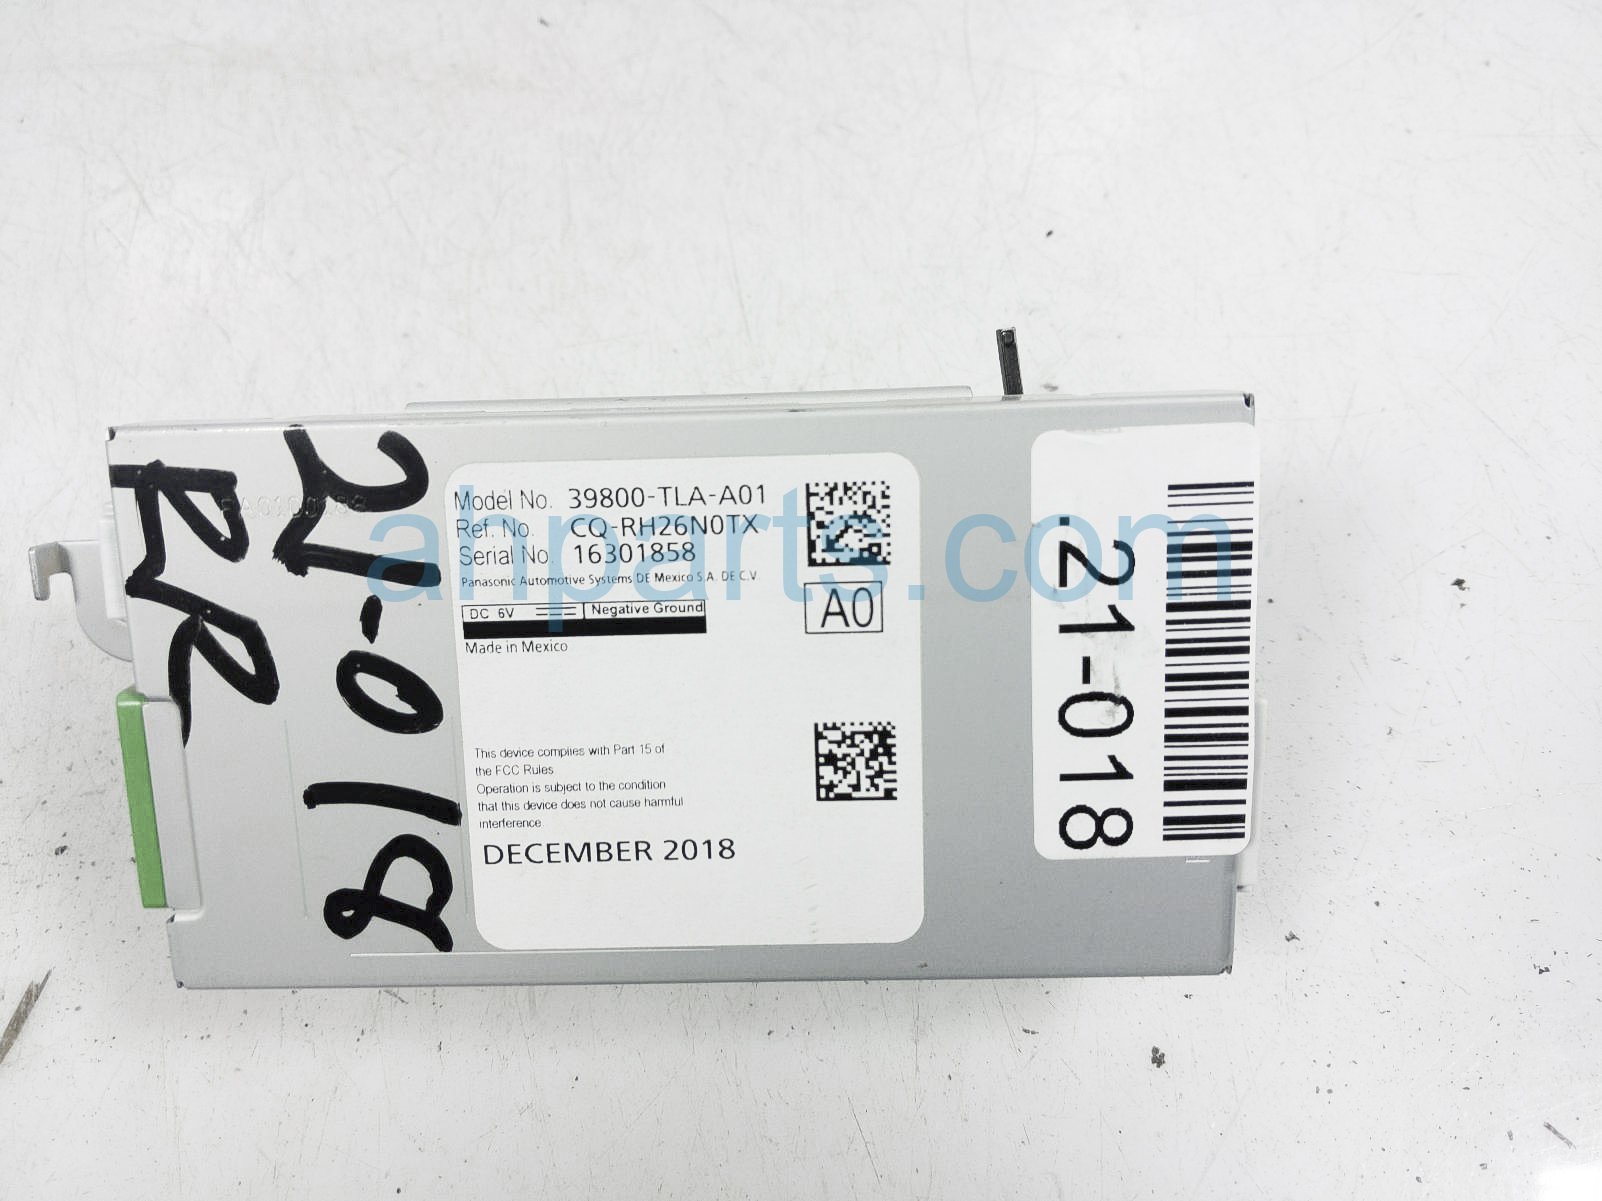 Model No. 39800-TLA-A01
Ref. No. CQ-RH26N0TX
Serial No. 16301858
Panasonic Automotive Systems DE Mexico S.A. DE C.V
DC 6V
Negative Ground
Made in Mexico
A0
This device complies with Part 15 of
the FCC Rules
Operation is subject to the condition
that this device does not cause harmful
interference
DECEMBER 2018
.21-018
21-018
RR
ahparts.com